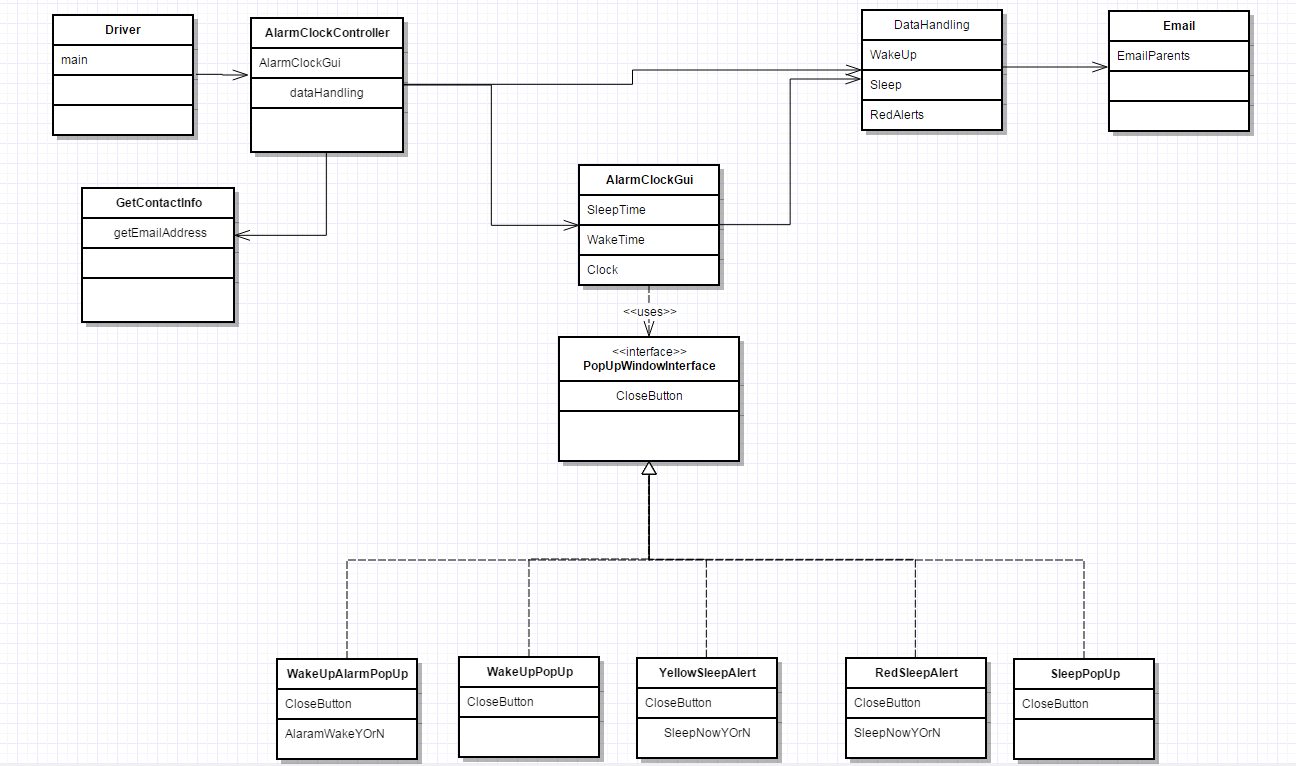 Driver
main
AlarmClockController
AlarmClockGui
dataHandling
DataHandling
WakeUp
Sleep
RedAlerts
Email
EmailParents
GetContactInfo
getEmailAddress
AlarmClockGui
SleepTime
WakeTime
Clock
<<uses>>
<<interface>>
PopUpWindowInterface
CloseButton
WakeUpAlarmPopUp
CloseButton
AlaramWakeYOrN
WakeUpPopUp
CloseButton
YellowSleepAlert
CloseButton
SleepNowYOrN
RedSleepAlert
CloseButton
SleepNowYOrN
SleepPopUp
CloseButton